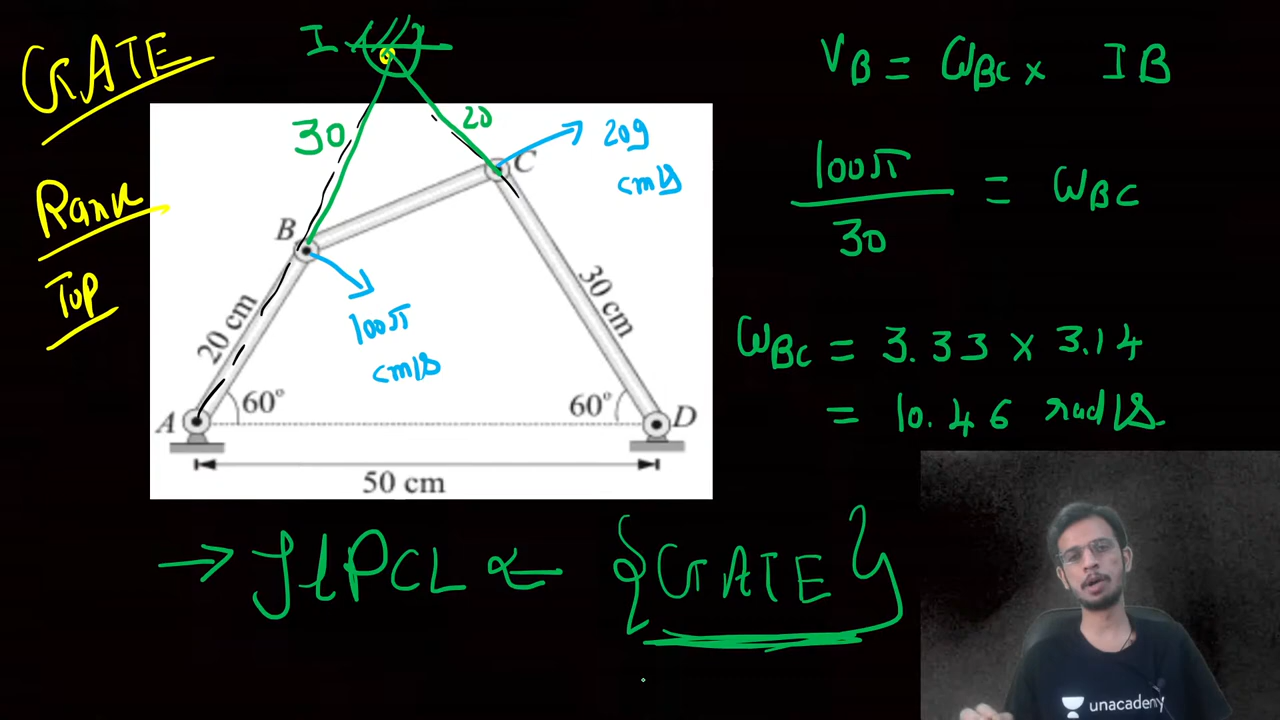 GATE
Rank
Top
I
30
20
C
209
cm/s
B
100π
cm/s
20 cm
30 cm
A
60°
60°
D
50 cm
V_B = ω_BC × IB
100π
30
= ω_BC
ω_BC = 3.33 × 3.14
= 10.46 rad/s
→ HPCL ← {GATE}
unacademy